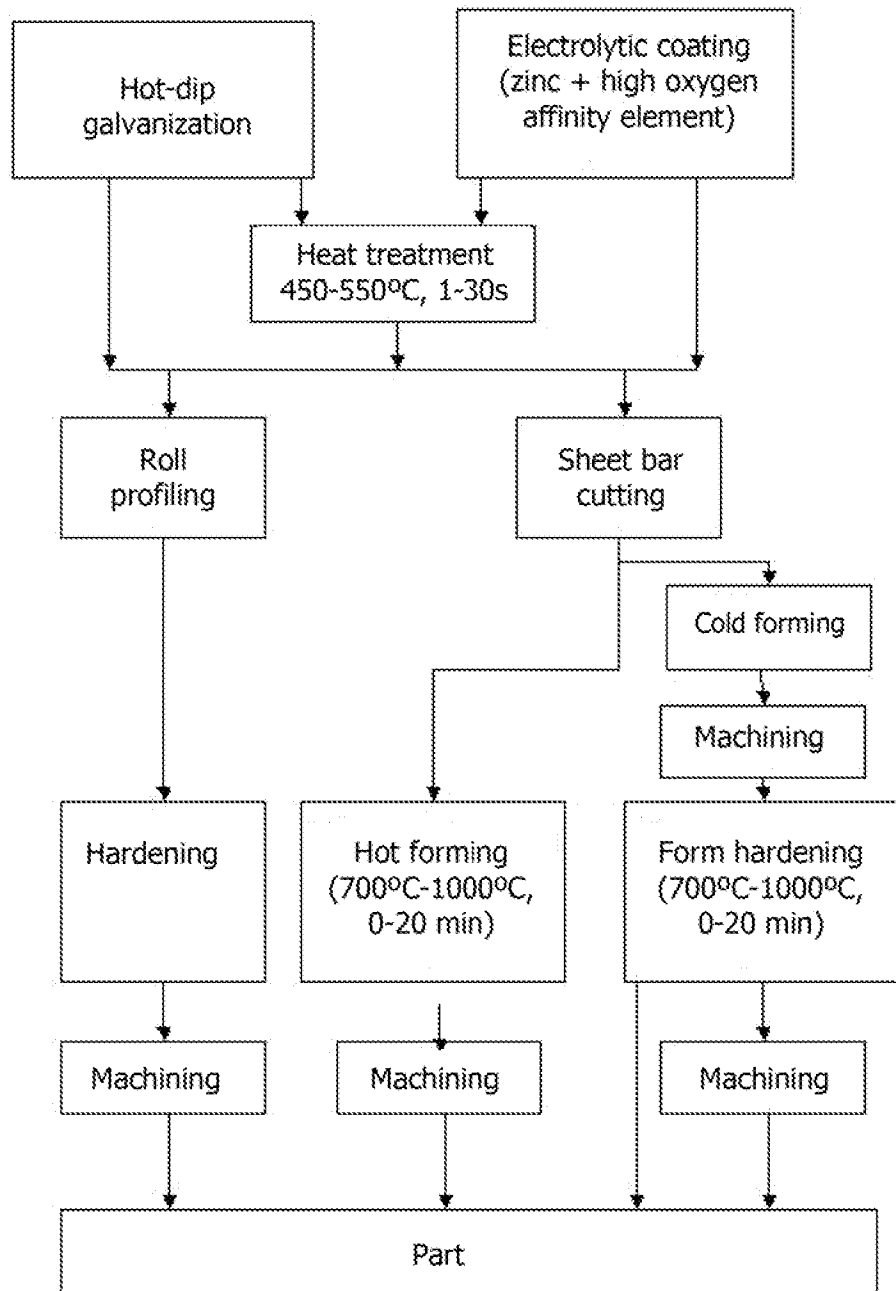 Hot-dip
galvanization
Electrolytic coating
(zinc + high oxygen
affinity element)
Heat treatment
450-550ºC, 1-30s
Roll
profiling
Sheet bar
cutting
Cold forming
Machining
Hardening
Hot forming
(700ºC-1000ºC,
0-20 min)
Form hardening
(700ºC-1000ºC,
0-20 min)
Machining
Machining
Machining
Part